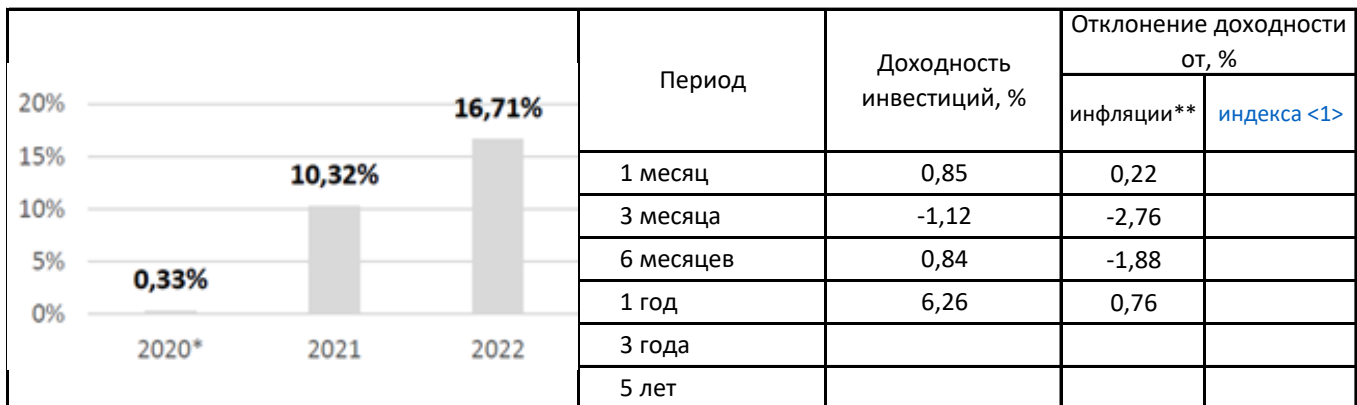 20%
15%
10%
5%
0%
0,33%
10,32%
16,71%
2020*
2021
2022
Период
Доходность
инвестиций, %
Отклонение доходности
от, %
инфляции**
индекса <1>
1 месяц 0,85 0,22
3 месяца -1,12 -2,76
6 месяцев 0,84 -1,88
1 год 6,26 0,76
3 года
5 лет